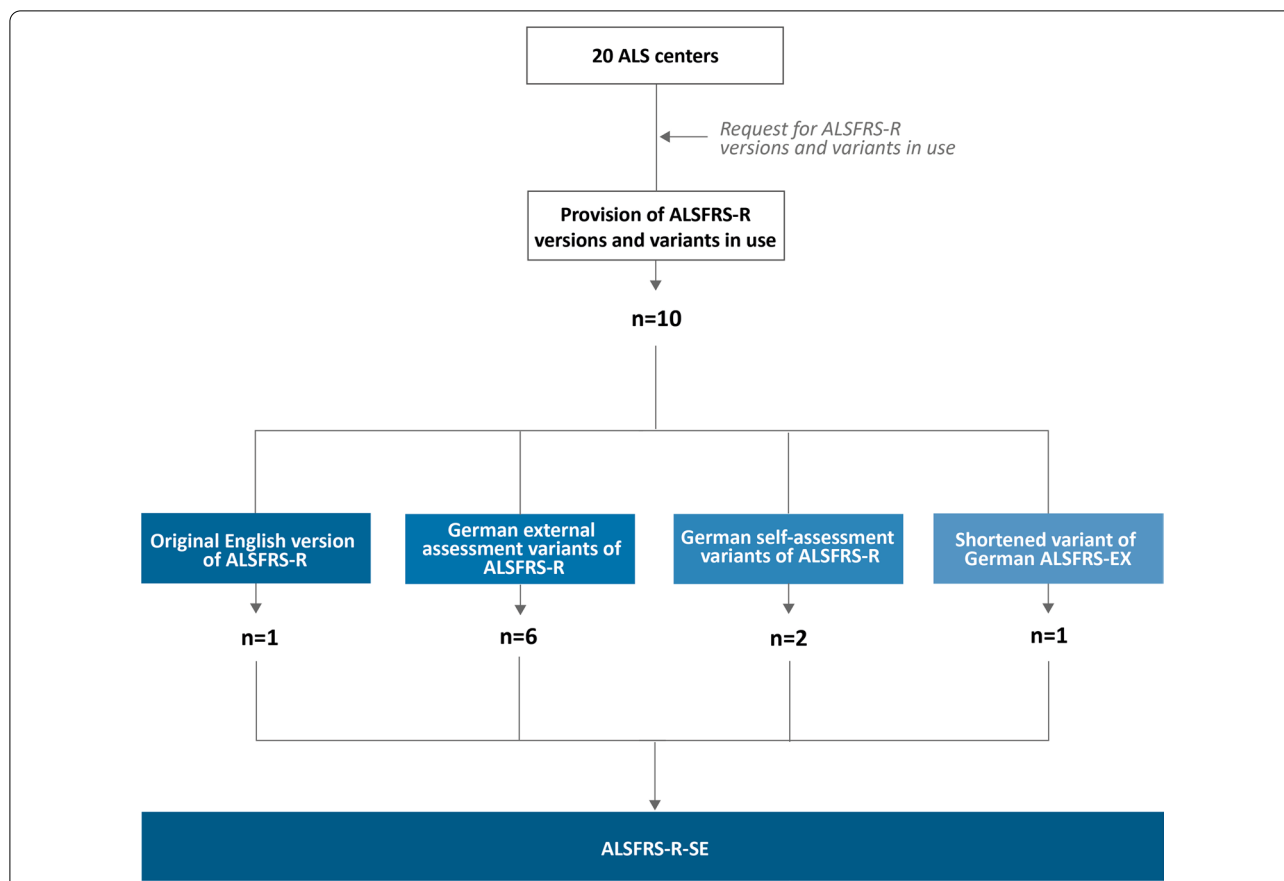 20 ALS centers
Request for ALSFRS-R
versions and variants in use
Provision of ALSFRS-R
versions and variants in use
n=10
Original English version
of ALSFRS-R
German external
assessment variants of
ALSFRS-R
German self-assessment
variants of ALSFRS-R
Shortened variant of
German ALSFRS-EX
n=1
n=6
n=2
n=1
ALSFRS-R-SE